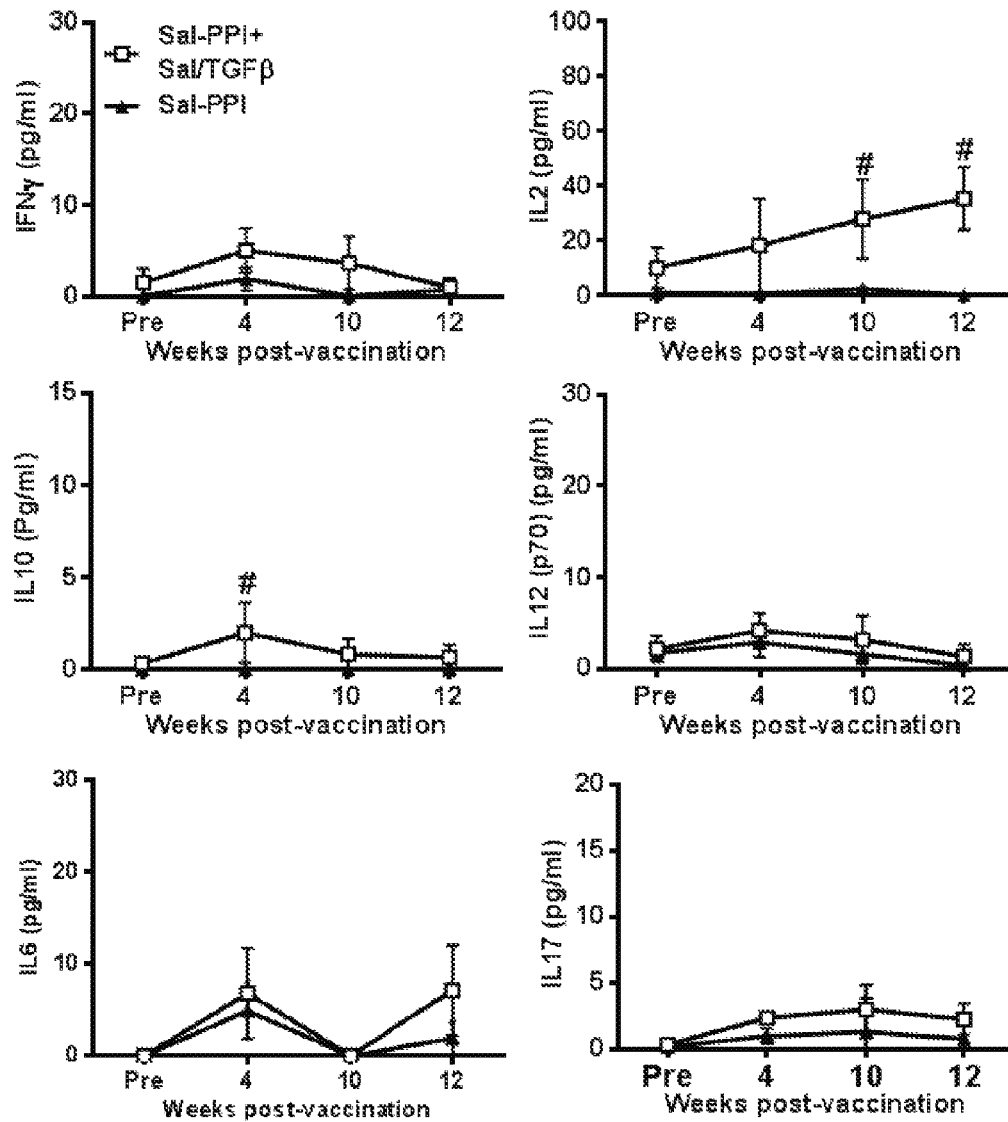 IFNγ (pg/ml)
30
20
10
0
Sal-PPI+
Sal/TGFβ
Sal-PPI
Pre 4 10 12
Weeks post-vaccination
IL2 (pg/ml)
100
80
60
40
20
0
# #
Pre 4 10 12
Weeks post-vaccination
IL10 (Pg/ml)
15
10
5
0
#
Pre 4 10 12
Weeks post-vaccination
IL12 (p70) (pg/ml)
30
20
10
0
Pre 4 10 12
Weeks post-vaccination
IL6 (pg/ml)
30
20
10
0
Pre 4 10 12
Weeks post-vaccination
IL17 (pg/ml)
20
15
10
5
0
Pre 4 10 12
Weeks post-vaccination